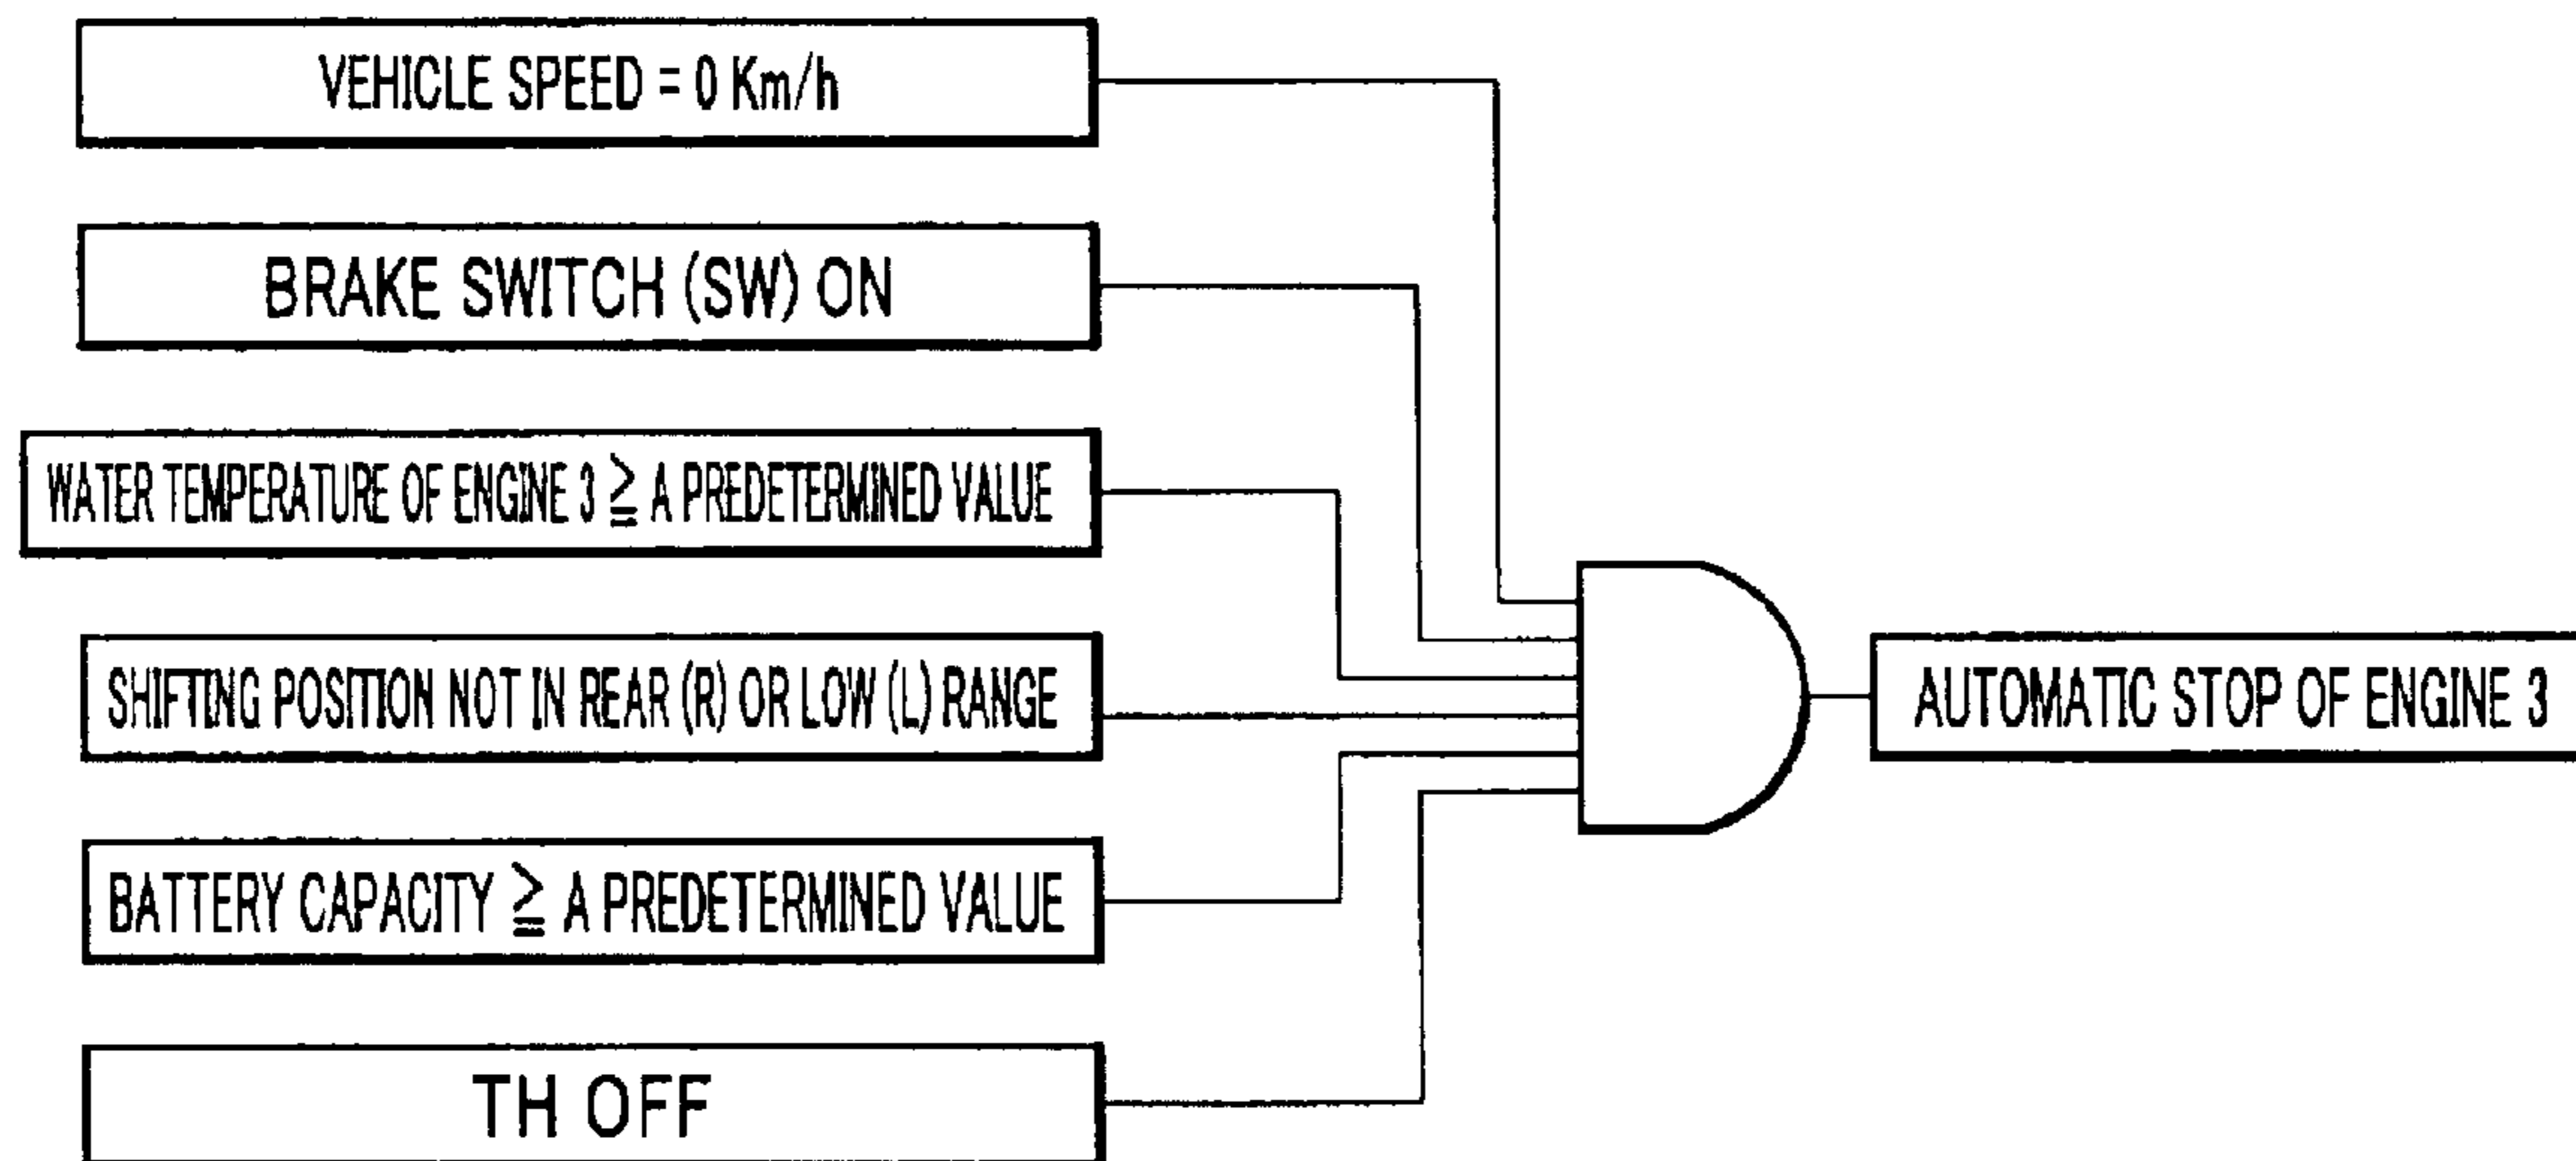 VEHICLE SPEED = 0 Km/h
BRAKE SWITCH (SW) ON
WATER TEMPERATURE OF ENGINE 3 ≧ A PREDETERMINED VALUE
SHIFTING POSITION NOT IN REAR (R) OR LOW (L) RANGE
AUTOMATIC STOP OF ENGINE 3
BATTERY CAPACITY ≧ A PREDETERMINED VALUE
TH OFF